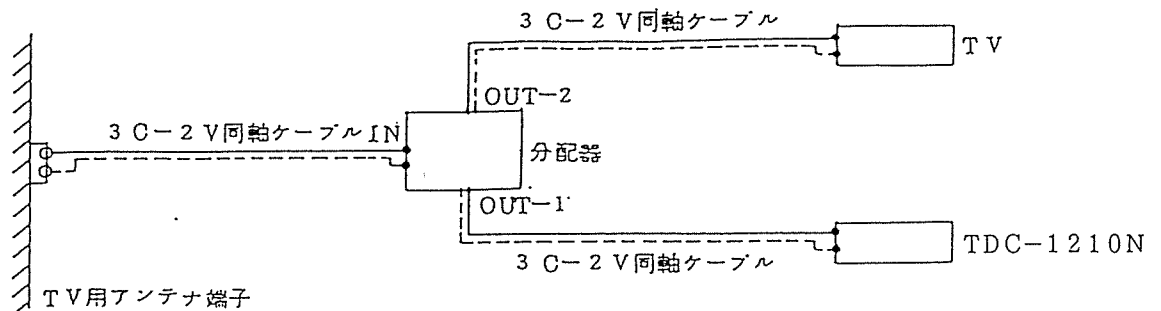 3C-2V同軸ケーブル
TV
OUT-2
3C-2V同軸ケーブル IN
分配器
OUT-1
TDC-1210N
3C-2V同軸ケーブル
TV用アンテナ端子